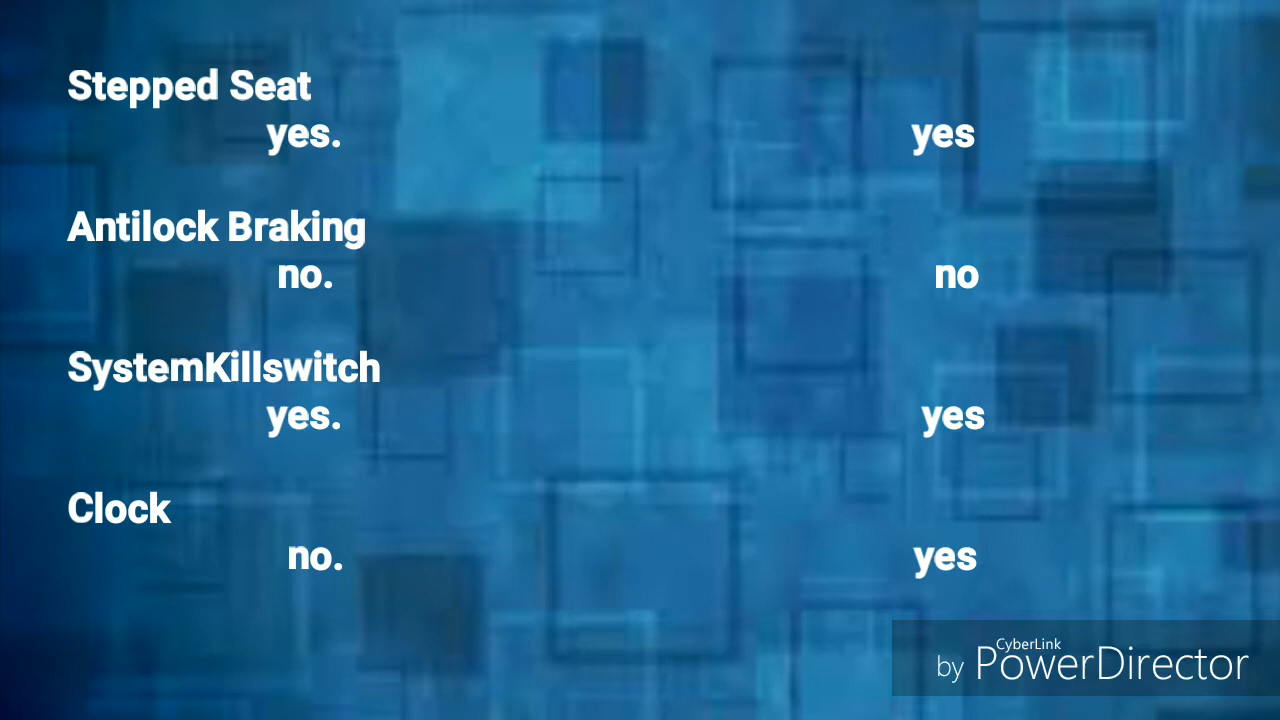 Stepped Seat
yes. yes
Antilock Braking
no. no
SystemKillswitch
yes. yes
Clock
no. yes
by CyberLink PowerDirector